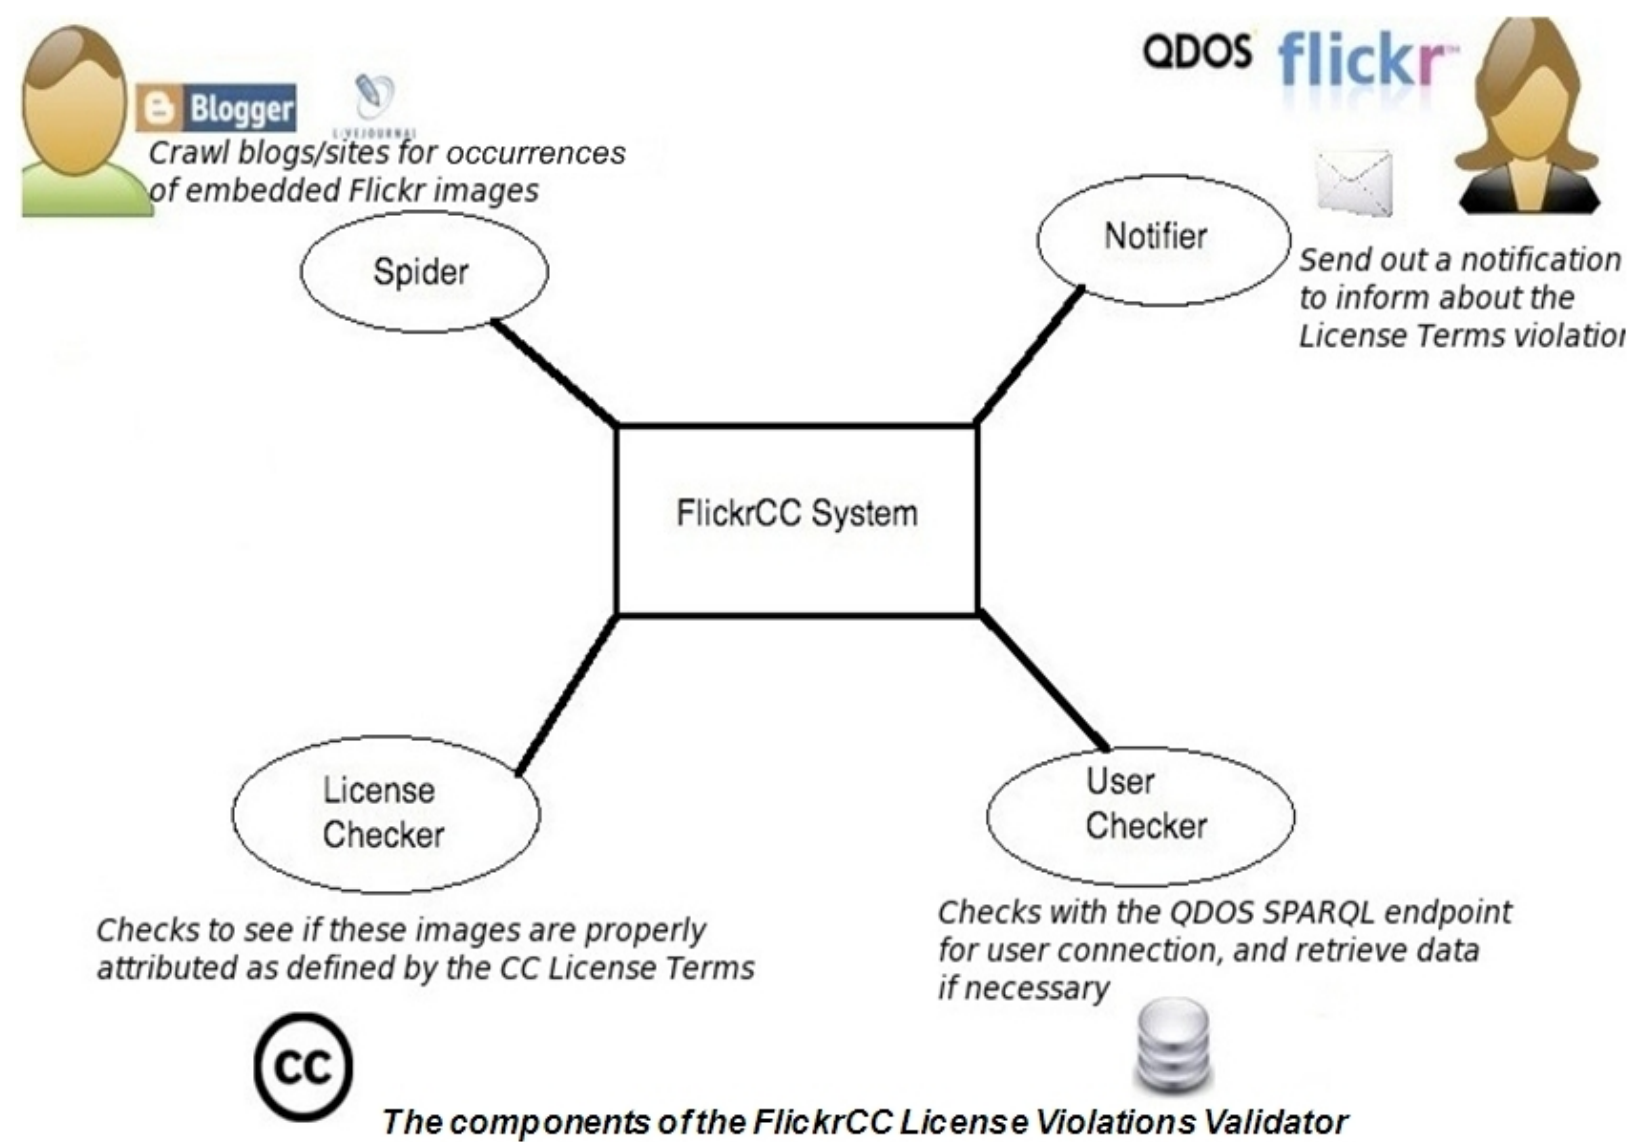 QDOS flickr™
Blogger
LIVEJOURNAL
Crawl blogs/sites for occurrences
of embedded Flickr images
Spider
Notifier
Send out a notification
to inform about the
License Terms violation
FlickrCC System
License
Checker
User
Checker
Checks to see if these images are properly
attributed as defined by the CC License Terms
Checks with the QDOS SPARQL endpoint
for user connection, and retrieve data
if necessary
cc
The components of the FlickrCC License Violations Validator